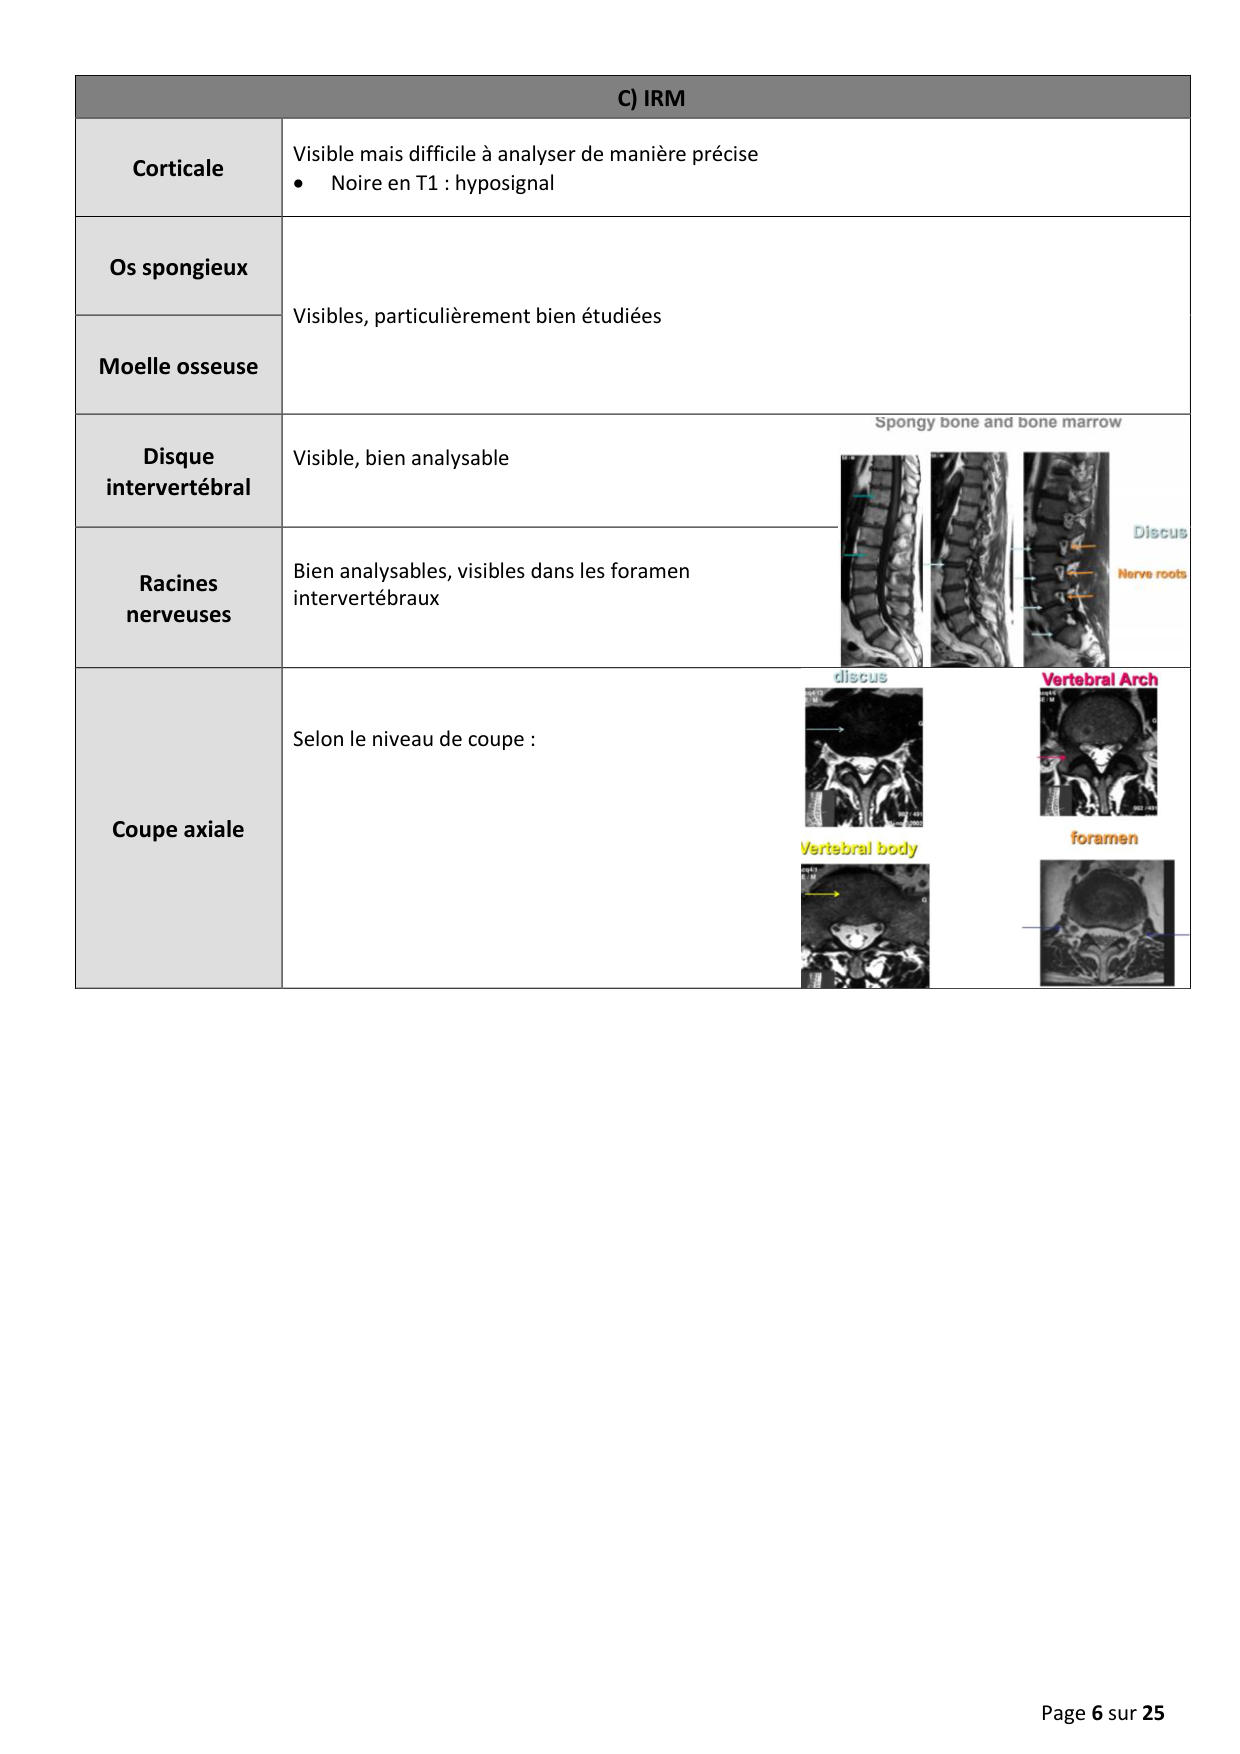 C) IRM
Corticale
Visible mais difficile à analyser de manière précise
• Noire en T1 : hyposignal
Os spongieux
Visibles, particulièrement bien étudiées
Moelle osseuse
Disque
intervertébral
Visible, bien analysable
Spongy bone and bone marrow
Discus
Nerve roots
Racines
nerveuses
Bien analysables, visibles dans les foramen
intervertébraux
Coupe axiale
Selon le niveau de coupe :
discus
Vertebral Arch
Vertebral body
foramen
Page 6 sur 25